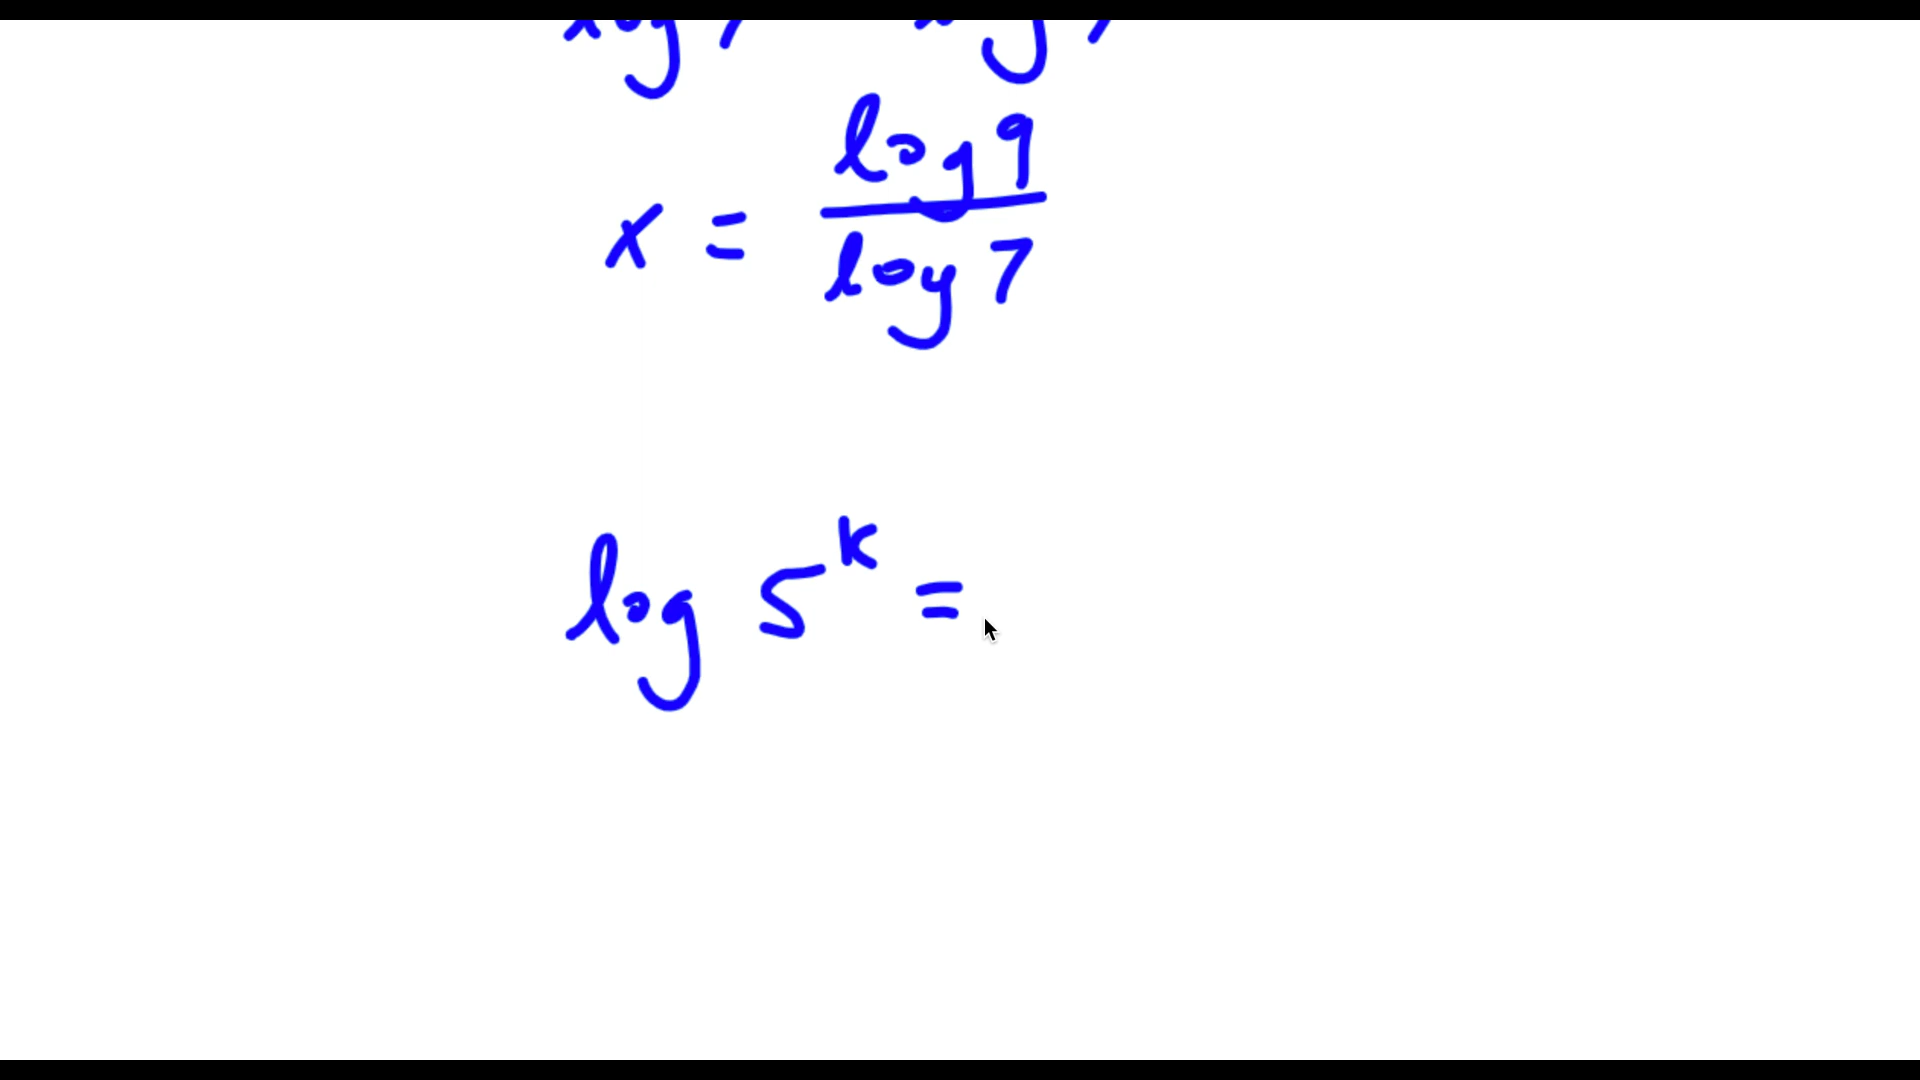 x = log 9 / log 7
log 5^k =